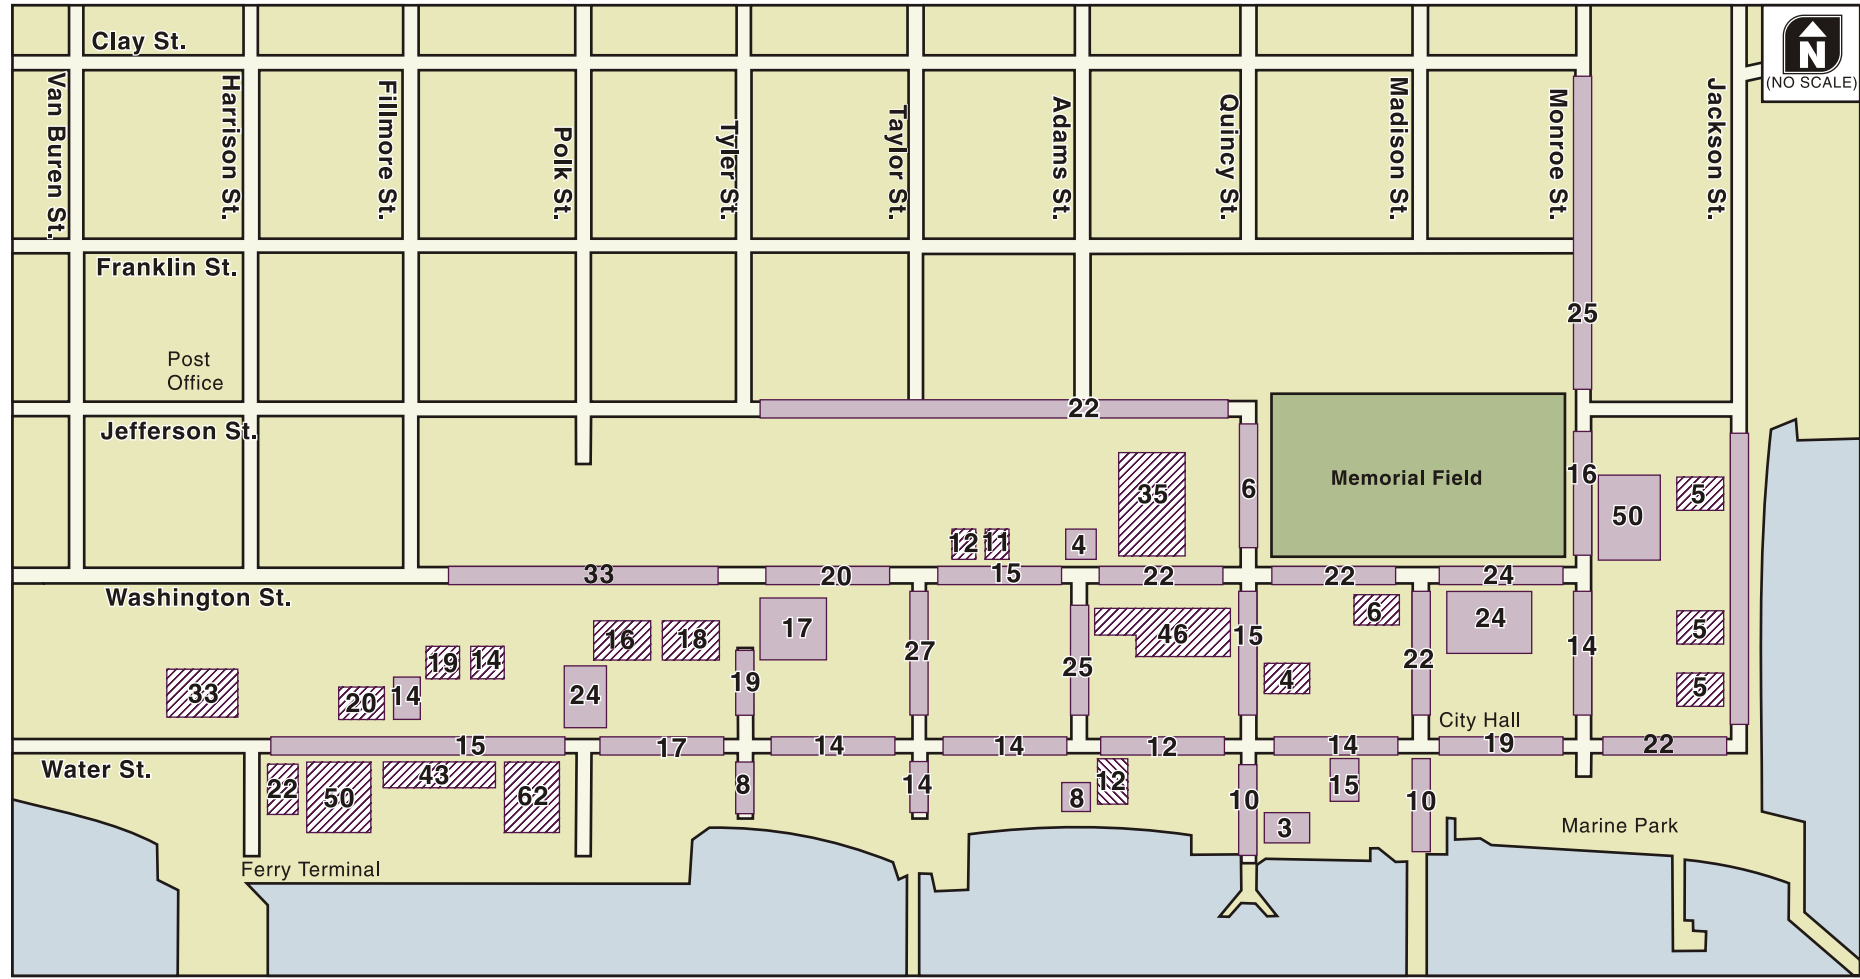 Clay St.
N
(NO SCALE)
Van Buren St.
Harrison St.
Fillmore St.
Polk St.
Tyler St.
Taylor St.
Adams St.
Quincy St.
Madison St.
Monroe St.
Jackson St.
Franklin St.
25
Post
Office
22
Jefferson St.
Memorial Field
35
6
16
50
5
12
11
4
33
20
15
22
22
24
Washington St.
16
18
17
27
46
15
6
24
14
5
33
20
14
19
14
24
19
25
4
22
5
City Hall
15
17
14
14
12
14
19
22
Water St.
22
50
43
62
8
14
8
12
10
15
3
10
Marine Park
Ferry Terminal